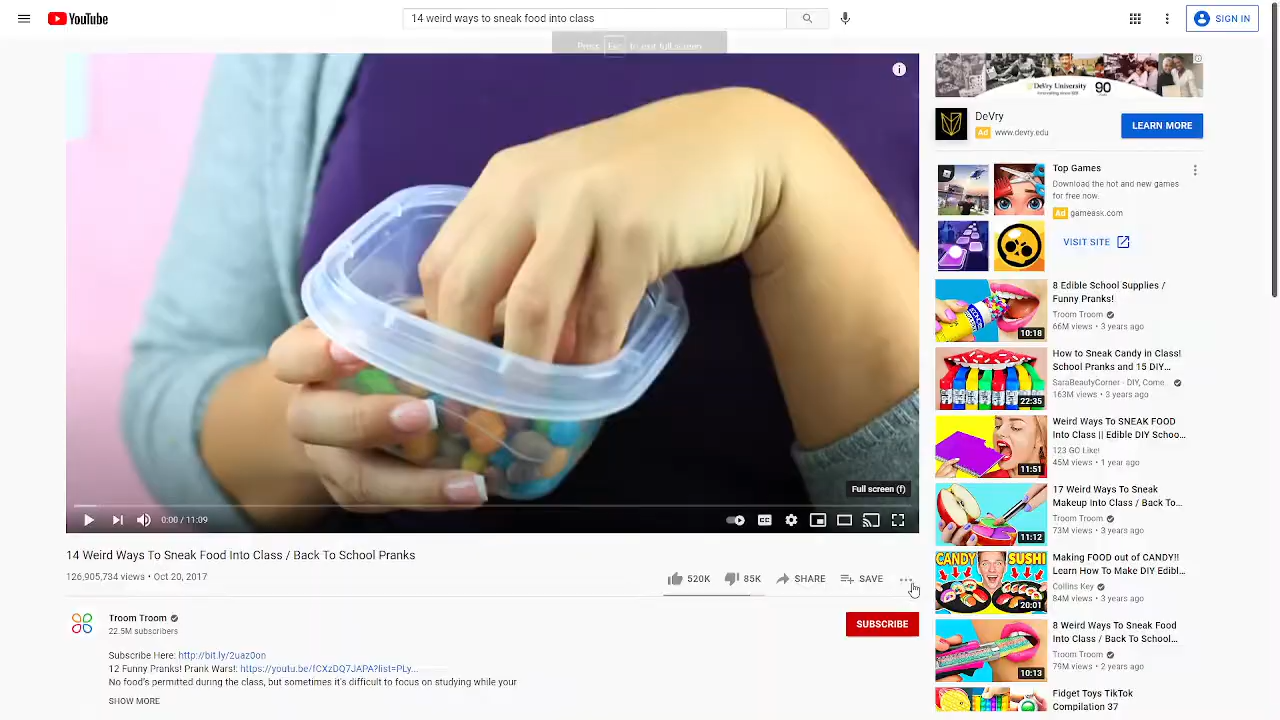 YouTube
14 weird ways to sneak food into class
SIGN IN
Press Esc to exit full screen
DeVry University
90
DeVry
Ad www.devry.edu
LEARN MORE
Top Games
Download the hot and new games
for free now.
Ad gameask.com
VISIT SITE
8 Edible School Supplies /
Funny Pranks!
Troom Troom
66M views • 3 years ago
10:18
How to Sneak Candy in Class!
School Pranks and 15 DIY...
SaraBeautyCorner - DIY, Come...
163M views • 3 years ago
22:35
Weird Ways To SNEAK FOOD
Into Class || Edible DIY Schoo...
123 GO Like!
45M views • 1 year ago
11:51
17 Weird Ways To Sneak
Makeup Into Class / Back To...
Troom Troom
73M views • 3 years ago
11:12
CANDY SUSHI
Making FOOD out of CANDY!!
Learn How To Make DIY Edibl...
Collins Key
84M views • 3 years ago
20:01
8 Weird Ways To Sneak Food
Into Class / Back To School...
Troom Troom
79M views • 2 years ago
10:13
Fidget Toys TikTok
Compilation 37
Full screen (f)
0:00 / 11:09
CC
14 Weird Ways To Sneak Food Into Class / Back To School Pranks
126,905,734 views • Oct 20, 2017
520K 85K SHARE SAVE
Troom Troom
22.5M subscribers
SUBSCRIBE
Subscribe Here: http://bit.ly/2uaz0on
12 Funny Pranks! Prank Wars!: https://youtu.be/fCXzDQ7JAPA?list=PLy...
No food's permitted during the class, but sometimes it's difficult to focus on studying while your
SHOW MORE